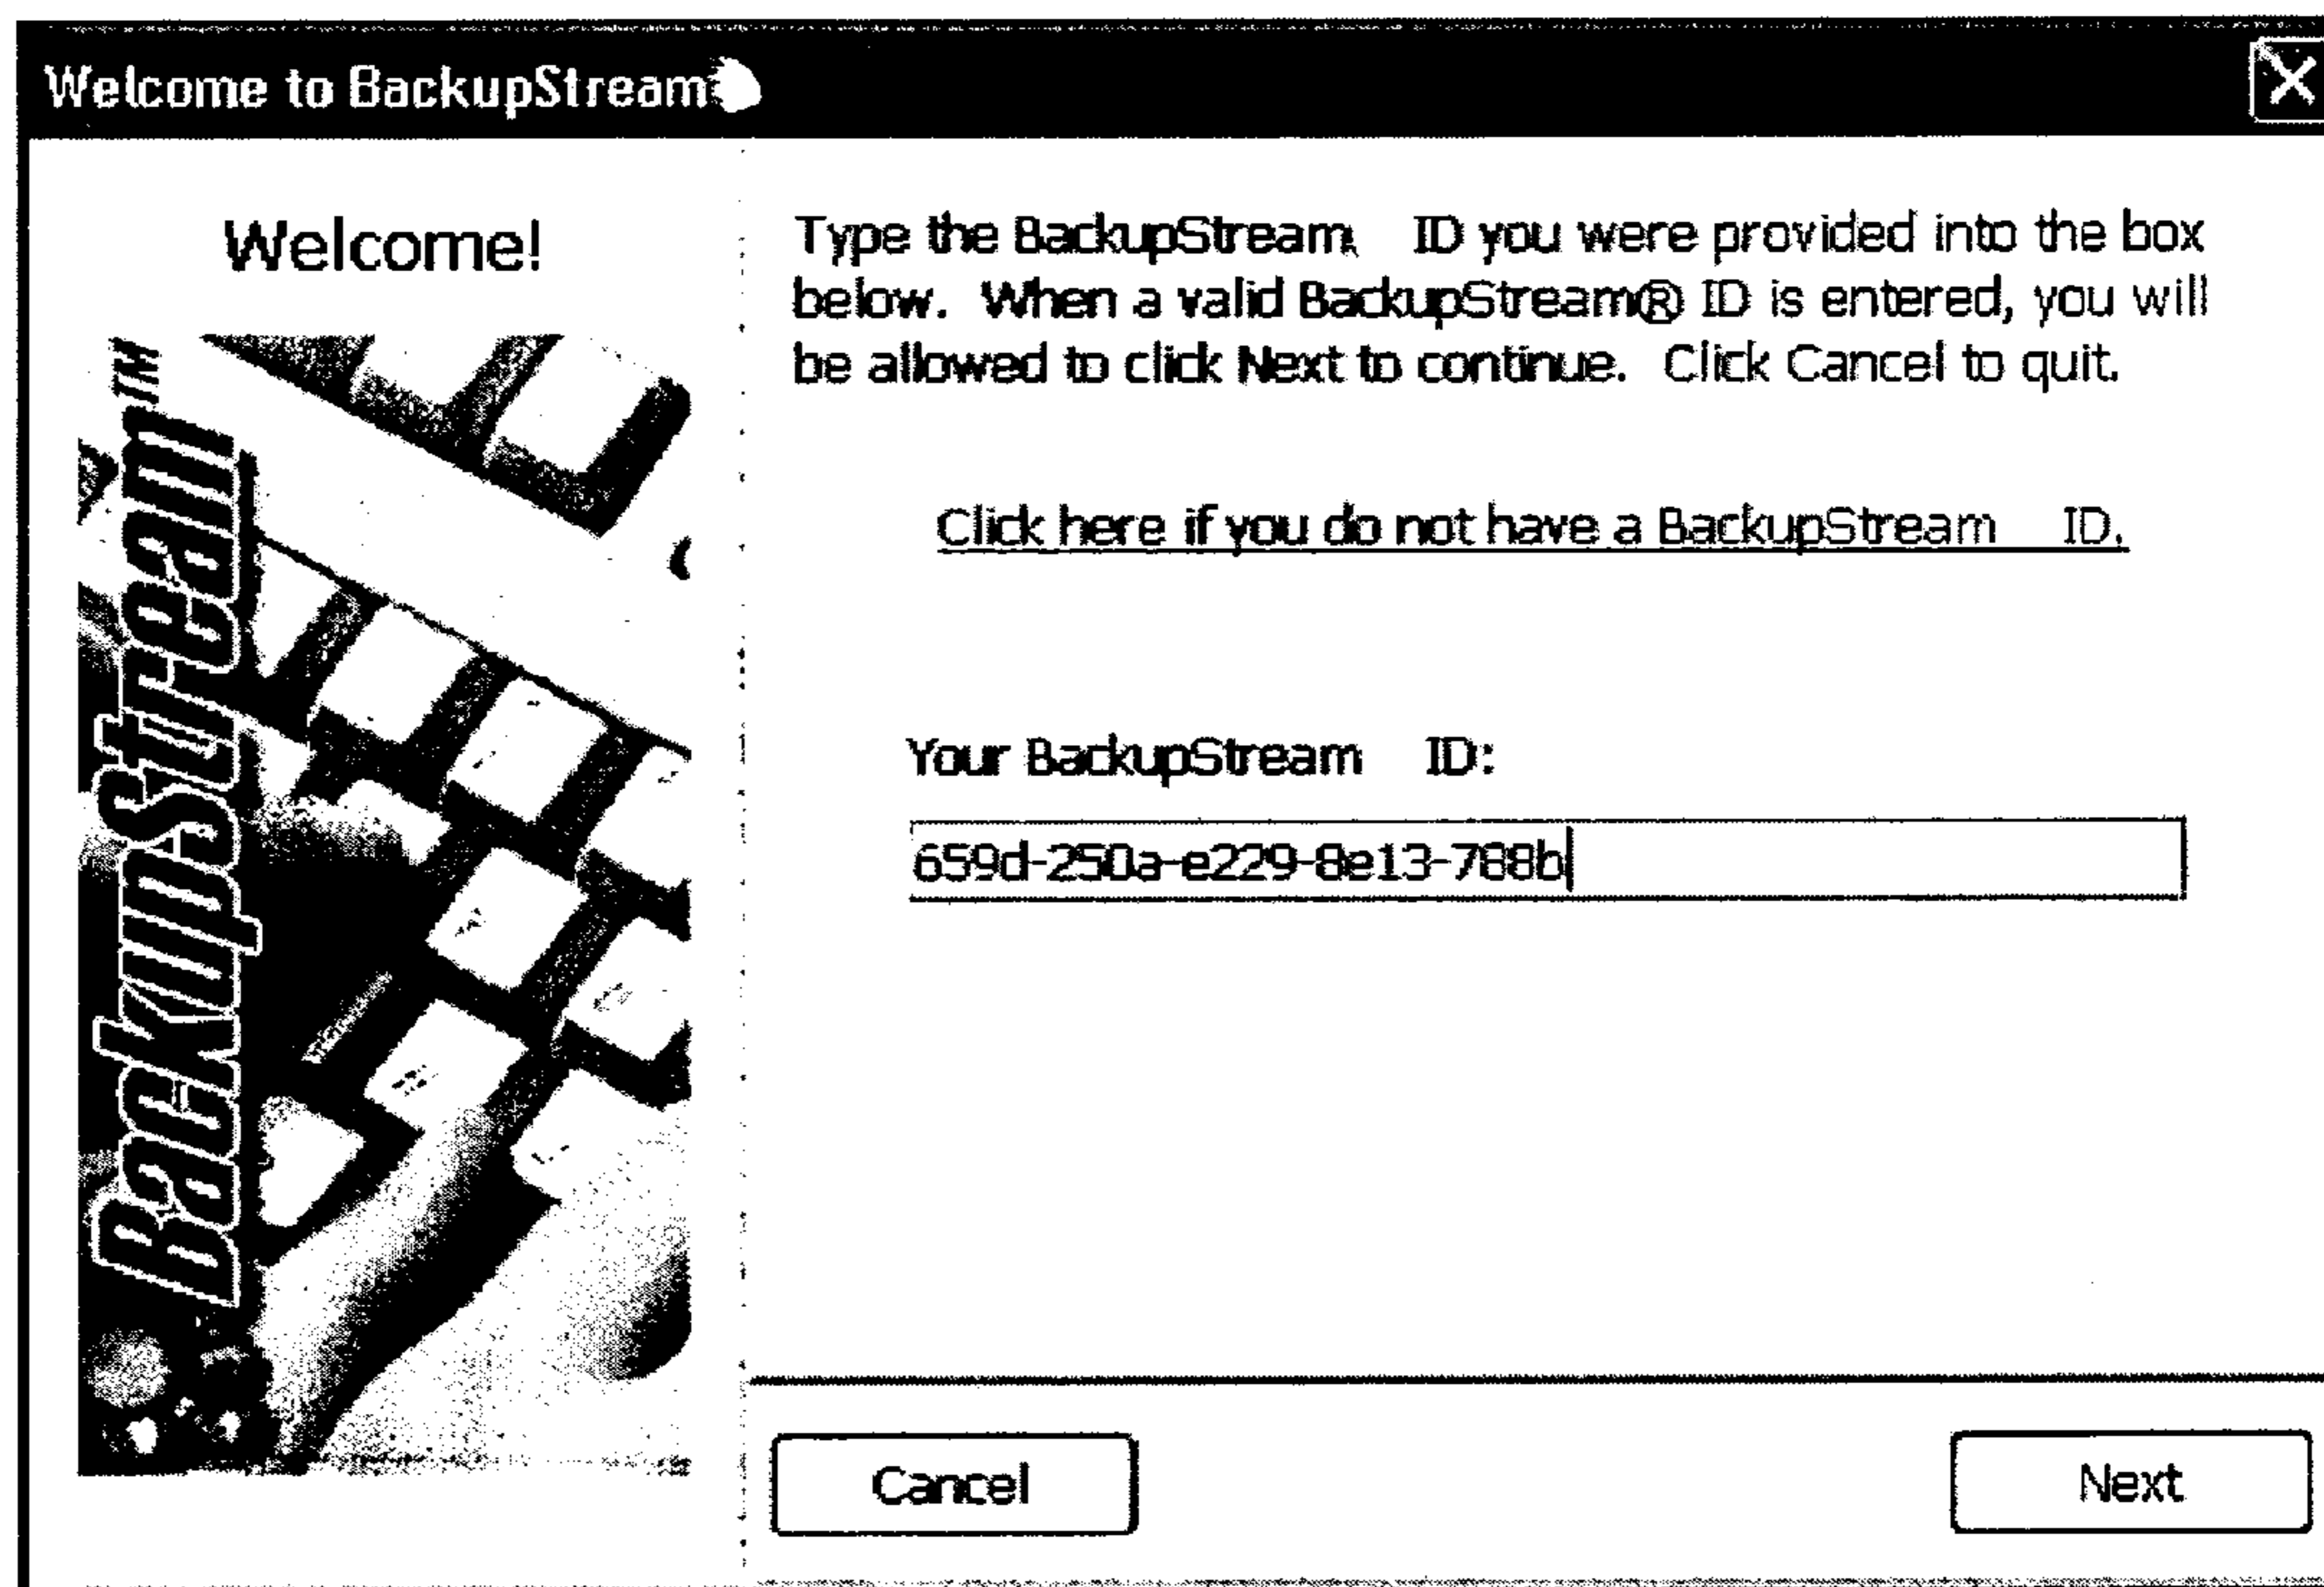 Welcome to BackupStream
Welcome!
BackupStream™
Type the BackupStream ID you were provided into the box
below. When a valid BackupStream® ID is entered, you will
be allowed to click Next to continue. Click Cancel to quit.
Click here if you do not have a BackupStream ID.
Your BackupStream ID:
659d-250a-e229-8e13-788b
Cancel
Next